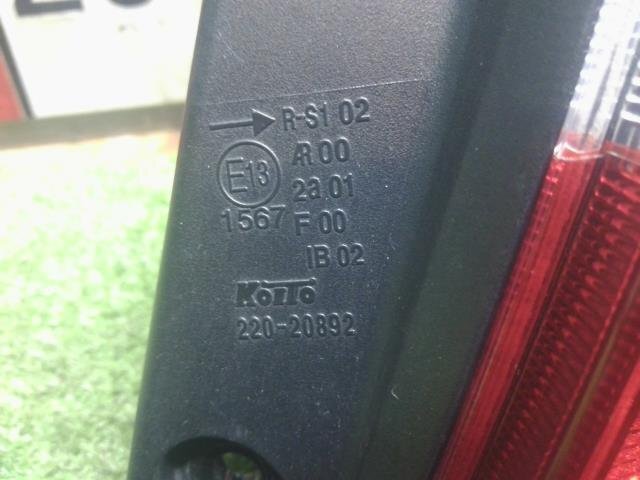 → R-S1 02
AR 00
E13
2a 01
1567 F 00
IB 02
KOITO
220-20892